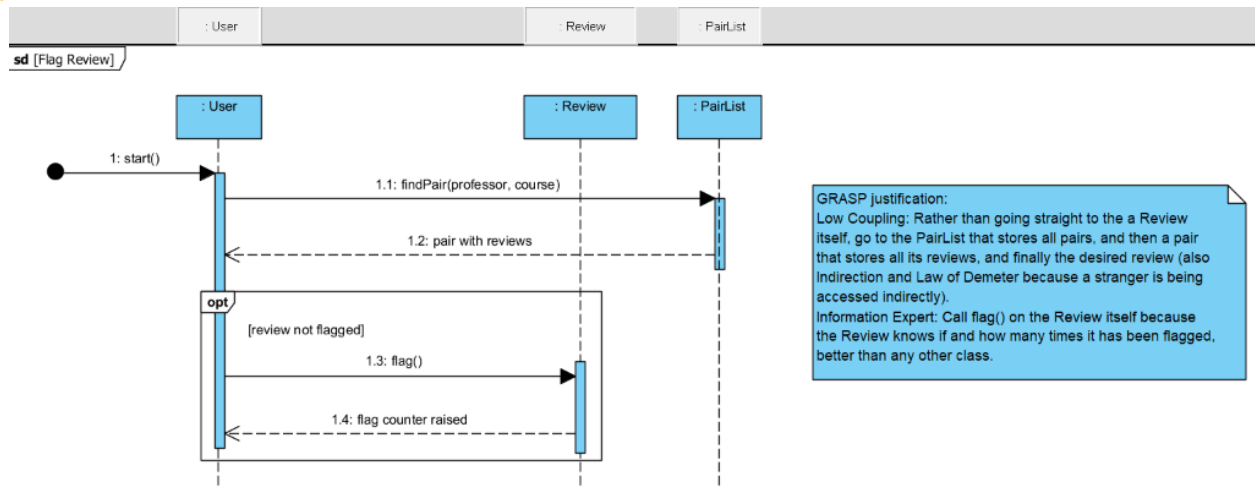 : User
: Review
: PairList
sd [Flag Review]
: User
: Review
: PairList
1: start()
1.1: findPair(professor, course)
1.2: pair with reviews
opt
[review not flagged]
1.3: flag()
1.4: flag counter raised
GRASP justification:
Low Coupling: Rather than going straight to the a Review
itself, go to the PairList that stores all pairs, and then a pair
that stores all its reviews, and finally the desired review (also
Indirection and Law of Demeter because a stranger is being
accessed indirectly).
Information Expert: Call flag() on the Review itself because
the Review knows if and how many times it has been flagged,
better than any other class.